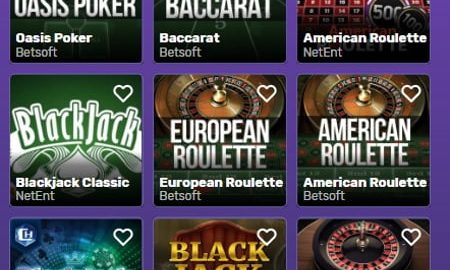 OASIS POKER
Oasis Poker
Betsoft
BACCARAT
Baccarat
Betsoft
American Roulette
NetEnt
BlackJack
Blackjack Classic
NetEnt
EUROPEAN
ROULETTE
European Roulette
Betsoft
AMERICAN
ROULETTE
American Roulette
Betsoft
BLACK
JACK